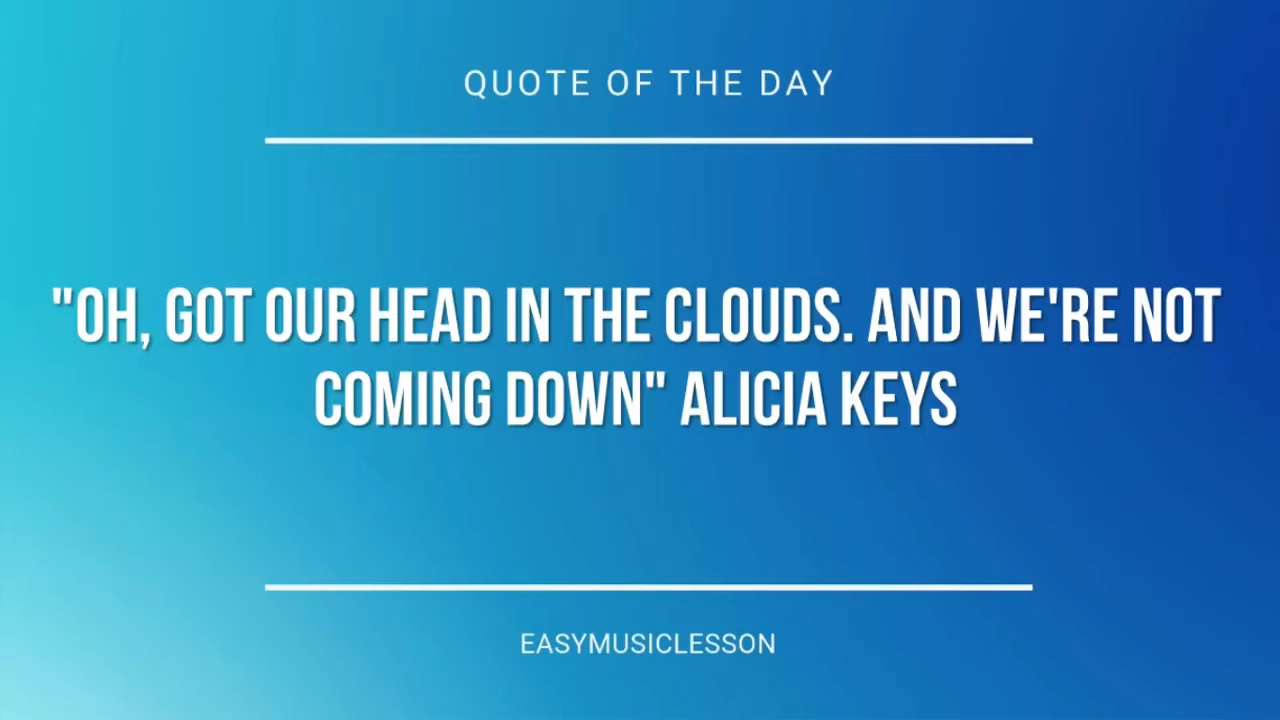 QUOTE OF THE DAY
"OH, GOT OUR HEAD IN THE CLOUDS. AND WE'RE NOT
COMING DOWN" ALICIA KEYS
EASYMUSICLESSON